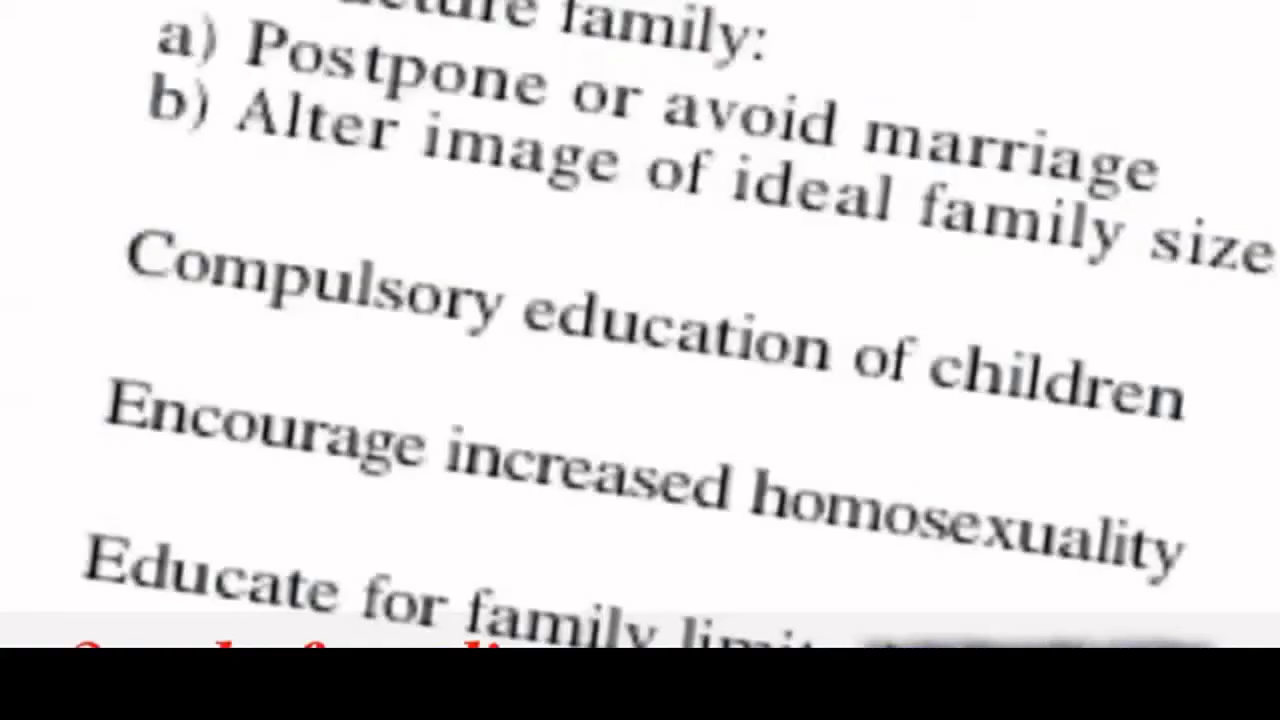 family:
a) Postpone or avoid marriage
b) Alter image of ideal family size
Compulsory education of children
Encourage increased homosexuality
Educate for family